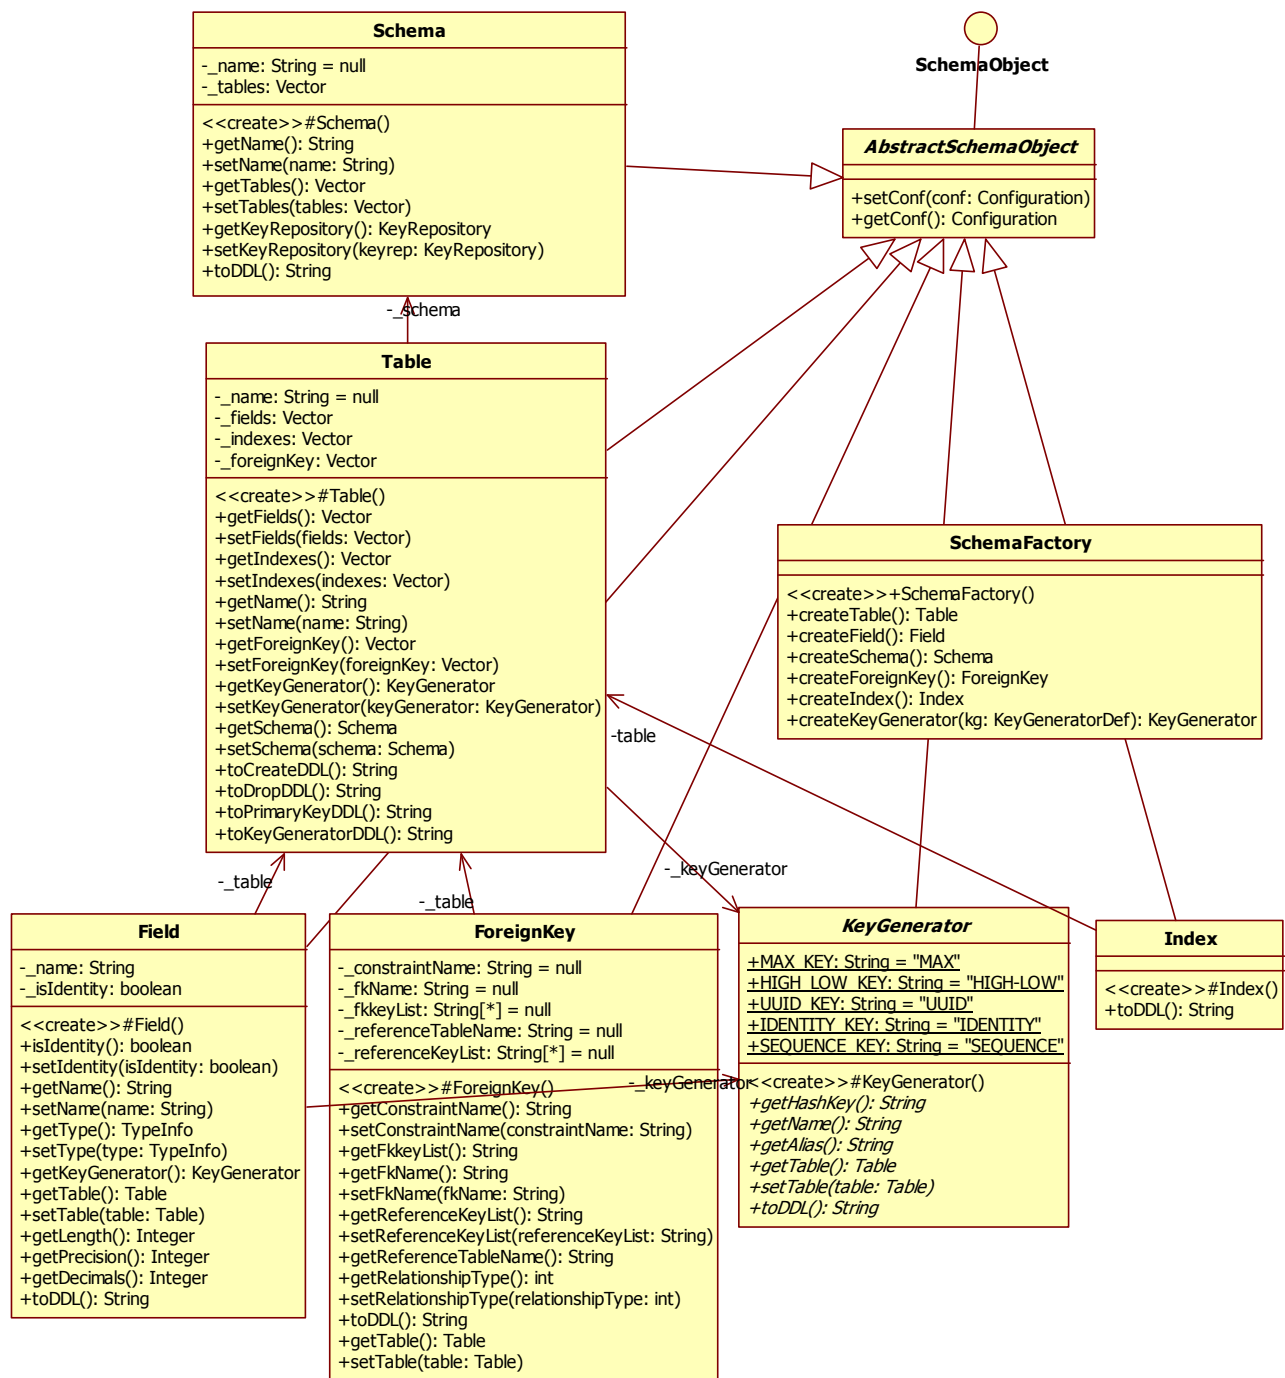 Schema
-_name: String = null
-_tables: Vector
<<create>>#Schema()
+getName(): String
+setName(name: String)
+getTables(): Vector
+setTables(tables: Vector)
+getKeyRepository(): KeyRepository
+setKeyRepository(keyrep: KeyRepository)
+toDDL(): String
SchemaObject
AbstractSchemaObject
+setConf(conf: Configuration)
+getConf(): Configuration
-_schema
Table
-_name: String = null
-_fields: Vector
-_indexes: Vector
-_foreignKey: Vector
<<create>>#Table()
+getFields(): Vector
+setFields(fields: Vector)
+getIndexes(): Vector
+setIndexes(indexes: Vector)
+getName(): String
+setName(name: String)
+getForeignKey(): Vector
+setForeignKey(foreignKey: Vector)
+getKeyGenerator(): KeyGenerator
+setKeyGenerator(keyGenerator: KeyGenerator)
+getSchema(): Schema
+setSchema(schema: Schema)
+toCreateDDL(): String
+toDropDDL(): String
+toPrimaryKeyDDL(): String
+toKeyGeneratorDDL(): String
SchemaFactory
<<create>>+SchemaFactory()
+createTable(): Table
+createField(): Field
+createSchema(): Schema
+createForeignKey(): ForeignKey
+createIndex(): Index
+createKeyGenerator(kg: KeyGeneratorDef): KeyGenerator
-table
-_keyGenerator
-_table
-_table
Field
-_name: String
-_isIdentity: boolean
<<create>>#Field()
+isIdentity(): boolean
+setIdentity(isIdentity: boolean)
+getName(): String
+setName(name: String)
+getType(): TypeInfo
+setType(type: TypeInfo)
+getKeyGenerator(): KeyGenerator
+getTable(): Table
+setTable(table: Table)
+getLength(): Integer
+getPrecision(): Integer
+getDecimals(): Integer
+toDDL(): String
ForeignKey
-_constraintName: String = null
-_fkName: String = null
-_fkkeyList: String[*] = null
-_referenceTableName: String = null
-_referenceKeyList: String[*] = null
<<create>>#ForeignKey()
+getConstraintName(): String
+setConstraintName(constraintName: String)
+getFkkeyList(): String
+getFkName(): String
+setFkName(fkName: String)
+getReferenceKeyList(): String
+setReferenceKeyList(referenceKeyList: String)
+getReferenceTableName(): String
+getRelationshipType(): int
+setRelationshipType(relationshipType: int)
+toDDL(): String
+getTable(): Table
+setTable(table: Table)
-_keyGenerator
KeyGenerator
+MAX_KEY: String = "MAX"
+HIGH_LOW_KEY: String = "HIGH-LOW"
+UUID_KEY: String = "UUID"
+IDENTITY_KEY: String = "IDENTITY"
+SEQUENCE_KEY: String = "SEQUENCE"
<<create>>#KeyGenerator()
+getHashKey(): String
+getName(): String
+getAlias(): String
+getTable(): Table
+setTable(table: Table)
+toDDL(): String
Index
<<create>>#Index()
+toDDL(): String